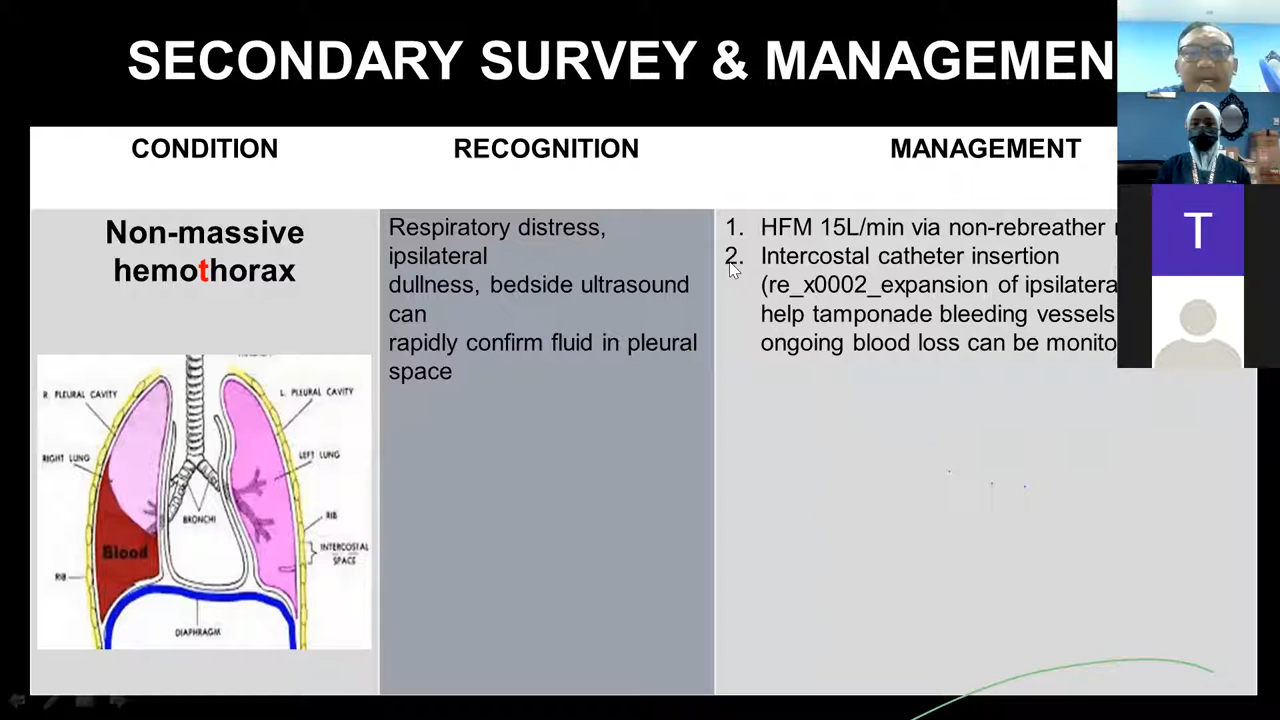 SECONDARY SURVEY & MANAGEMEN
CONDITION
RECOGNITION
MANAGEMENT
Non-massive
hemothorax
Respiratory distress,
ipsilateral
dullness, bedside ultrasound
can
rapidly confirm fluid in pleural
space
1. HFM 15L/min via non-rebreather
2. Intercostal catheter insertion
(re_x0002_expansion of ipsilatera
help tamponade bleeding vessels
ongoing blood loss can be monito
R. PLEURAL CAVITY
L. PLEURAL CAVITY
RIGHT LUNG
LEFT LUNG
BRONCHI
RIB
Blood
INTERCOSTAL
SPACE
RIB
DIAPHRAGM
T